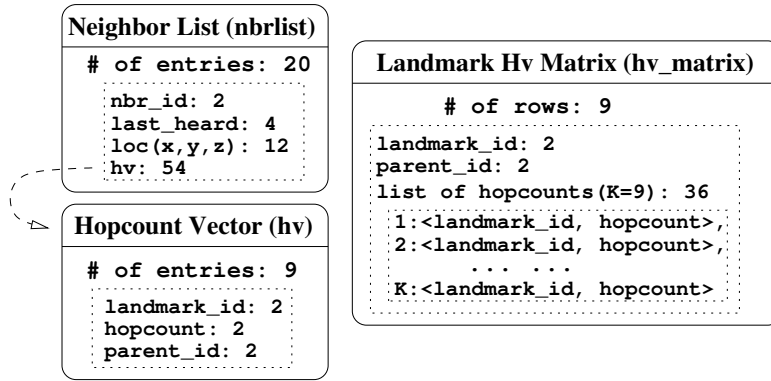 Neighbor List (nbrlist)
# of entries: 20
nbr_id: 2
last_heard: 4
loc(x,y,z): 12
hv: 54
Hopcount Vector (hv)
# of entries: 9
landmark_id: 2
hopcount: 2
parent_id: 2
Landmark Hv Matrix (hv_matrix)
# of rows: 9
landmark_id: 2
parent_id: 2
list of hopcounts(K=9): 36
1:<landmark_id, hopcount>,
2:<landmark_id, hopcount>,
... ...
K:<landmark_id, hopcount>